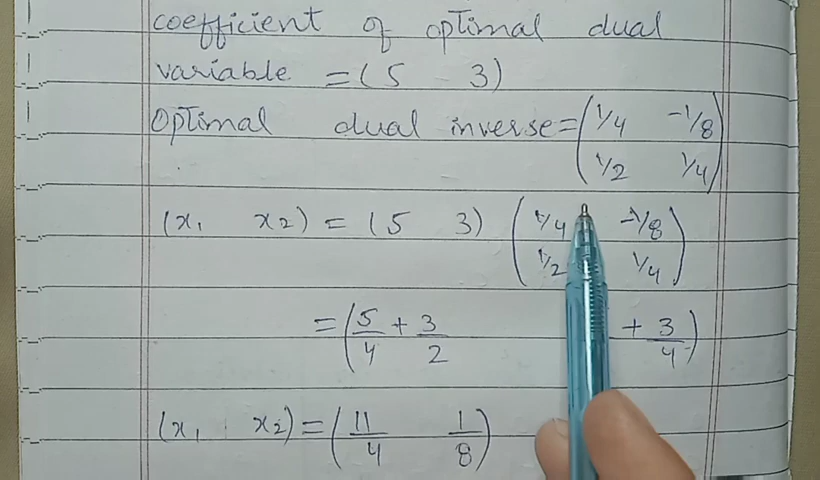 coefficient of optimal dual
variable = (5 3)
Optimal dual inverse = (1/4 -1/8
1/2 1/4)
(x₁ x₂) = (5 3) (1/4 -1/8
1/2 1/4)
= (5/4 + 3/2 + 3/4)
(x₁ x₂) = (11/4 1/8)